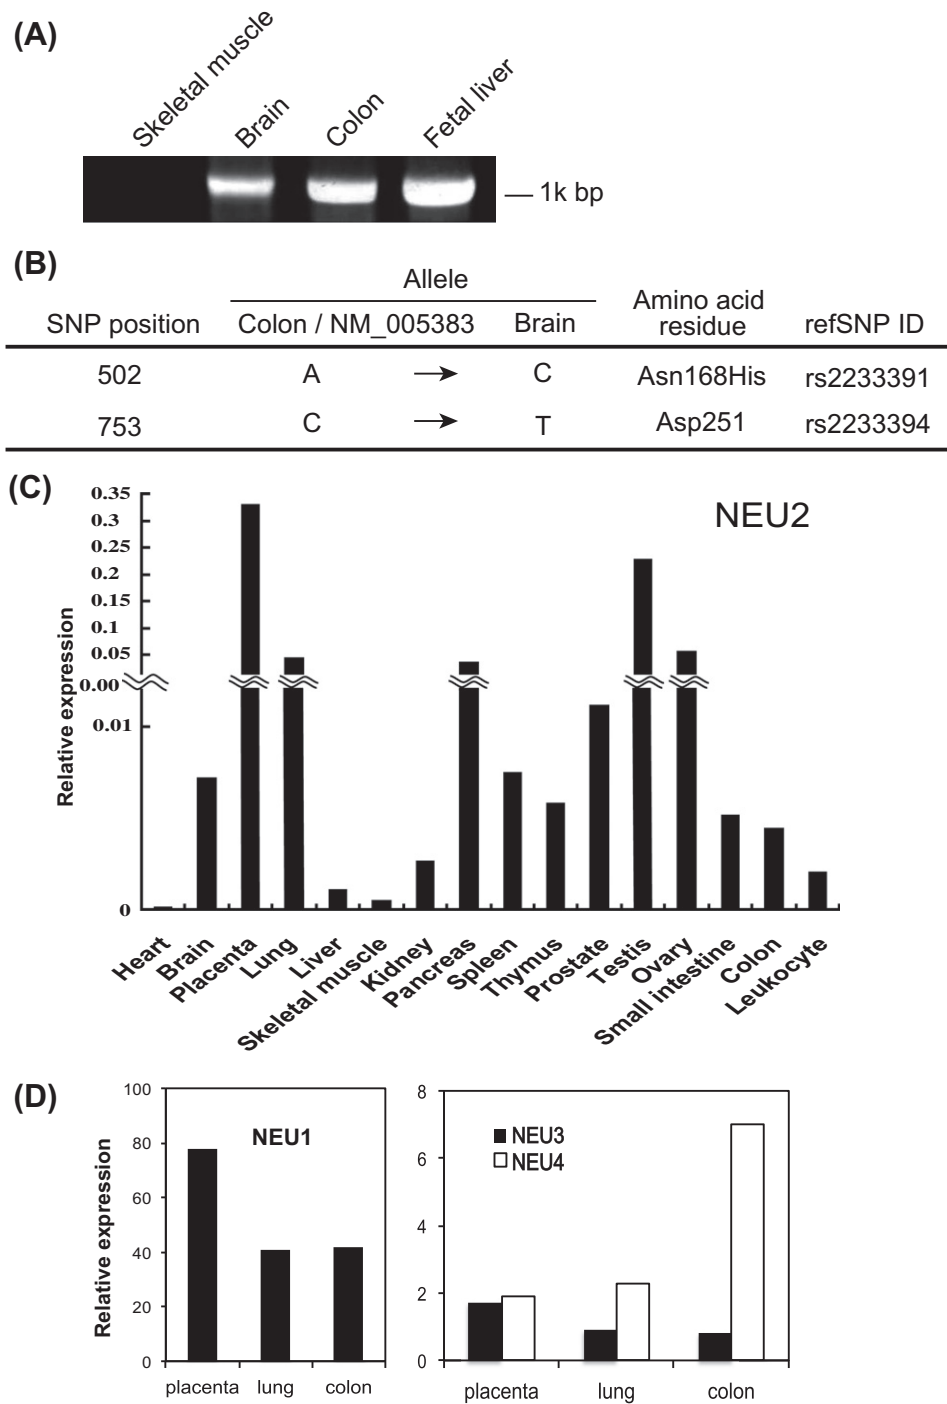 (A)
Skeletal muscle
Brain
Colon
Fetal liver
1k bp
(B)
Allele
SNP position
Colon / NM_005383
Brain
Amino acid
residue
refSNP ID
502
A
C
Asn168His
rs2233391
753
C
T
Asp251
rs2233394
(C)
NEU2
Relative expression
0.35
0.3
0.25
0.2
0.15
0.1
0.05
0.00
0.01
0
Heart
Brain
Placenta
Lung
Liver
Skeletal muscle
Kidney
Pancreas
Spleen
Thymus
Prostate
Testis
Ovary
Small intestine
Colon
Leukocyte
(D)
Relative expression
100
80
60
40
20
0
NEU1
placenta
lung
colon
8
6
4
2
0
NEU3
NEU4
placenta
lung
colon